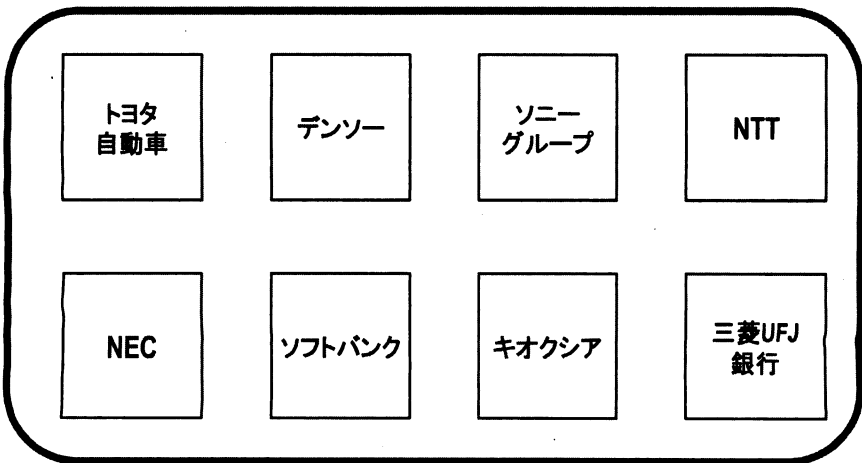 トヨタ
自動車
デンソー
ソニー
グループ
NTT
NEC
ソフトバンク
キオクシア
三菱UFJ
銀行